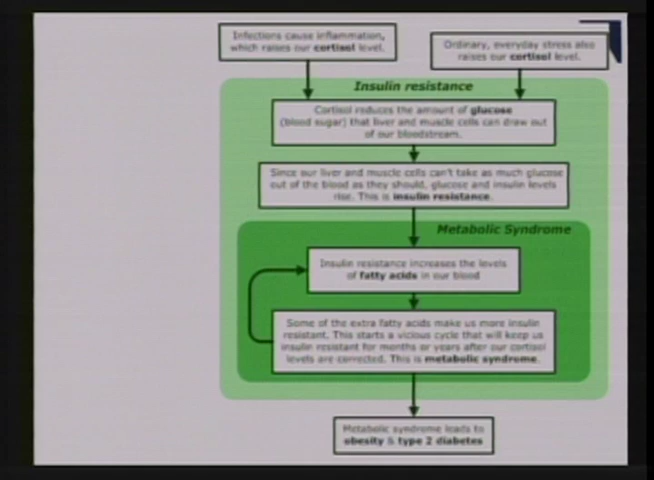 Infections cause inflammation,
which raises our cortisol level.
Ordinary, everyday stress also
raises our cortisol level.
Insulin resistance
Cortisol reduces the amount of glucose
(blood sugar) that liver and muscle cells can draw out
of our bloodstream.
Since our liver and muscle cells can't take as much glucose
out of the blood as they should, glucose and insulin levels
rise. This is insulin resistance.
Metabolic Syndrome
Insulin resistance increases the levels
of fatty acids in our blood
Some of the extra fatty acids make us more insulin
resistant. This starts a vicious cycle that will keep us
insulin resistant for months or years after our cortisol
levels are corrected. This is metabolic syndrome.
Metabolic syndrome leads to
obesity & type 2 diabetes